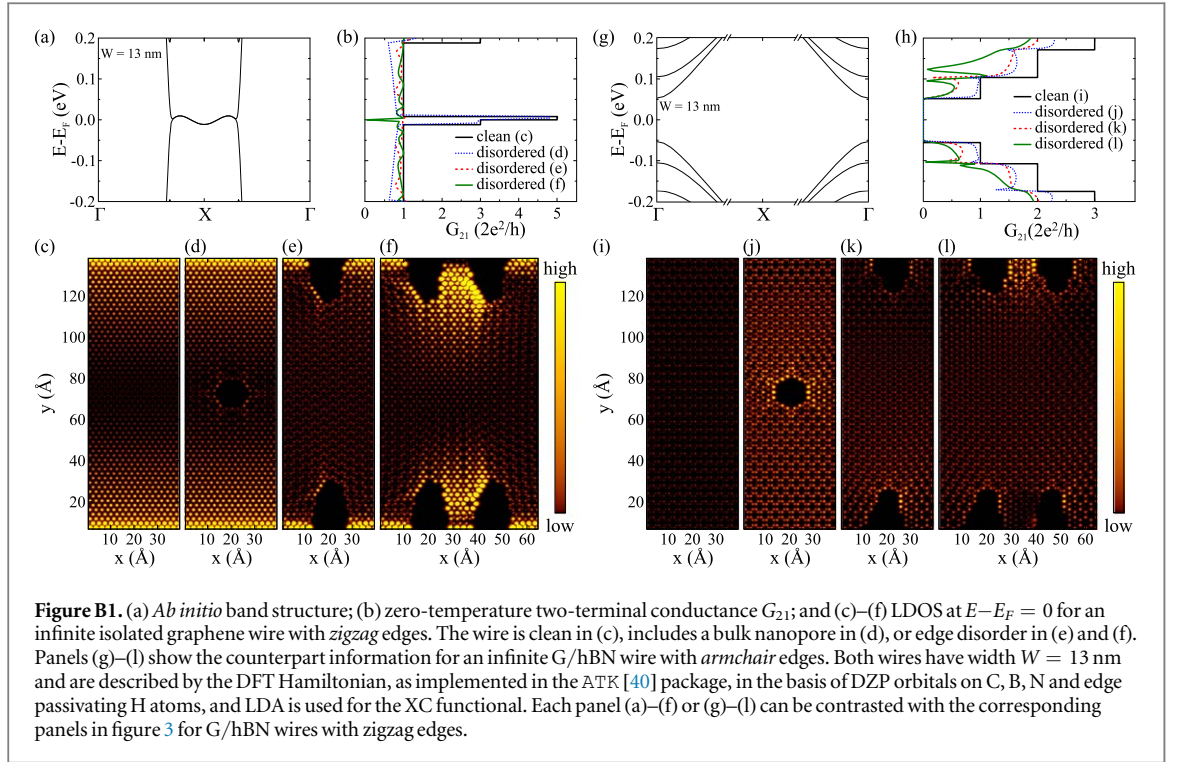 (a)
(b)
(g)
(h)
0.2
0.1
0.0
-0.1
-0.2
E-E_F (eV)
W = 13 nm
Γ X Γ
clean (c)
disordered (d)
disordered (e)
disordered (f)
0 1 2 3 4 5
G21 (2e²/h)
0.2
0.1
0.0
-0.1
-0.2
E-E_F (eV)
W = 13 nm
Γ X Γ
clean (i)
disordered (j)
disordered (k)
disordered (l)
0 1 2 3
G21(2e²/h)
(c) (d) (e) (f)
high
low
120
100
80
60
40
20
y (Å)
10 20 30 10 20 30 10 20 30 10 20 30 40 50 60
x (Å) x (Å) x (Å) x (Å)
(i) (j) (k) (l)
high
low
120
100
80
60
40
20
y (Å)
10 20 30 10 20 30 10 20 30 10 20 30 40 50 60
x (Å) x (Å) x (Å) x (Å)
Figure B1. (a) Ab initio band structure; (b) zero-temperature two-terminal conductance G21; and (c)–(f) LDOS at E−E_F = 0 for an
infinite isolated graphene wire with zigzag edges. The wire is clean in (c), includes a bulk nanopore in (d), or edge disorder in (e) and (f).
Panels (g)–(l) show the counterpart information for an infinite G/hBN wire with armchair edges. Both wires have width W = 13 nm
and are described by the DFT Hamiltonian, as implemented in the ATK [40] package, in the basis of DZP orbitals on C, B, N and edge
passivating H atoms, and LDA is used for the XC functional. Each panel (a)–(f) or (g)–(l) can be contrasted with the corresponding
panels in figure 3 for G/hBN wires with zigzag edges.